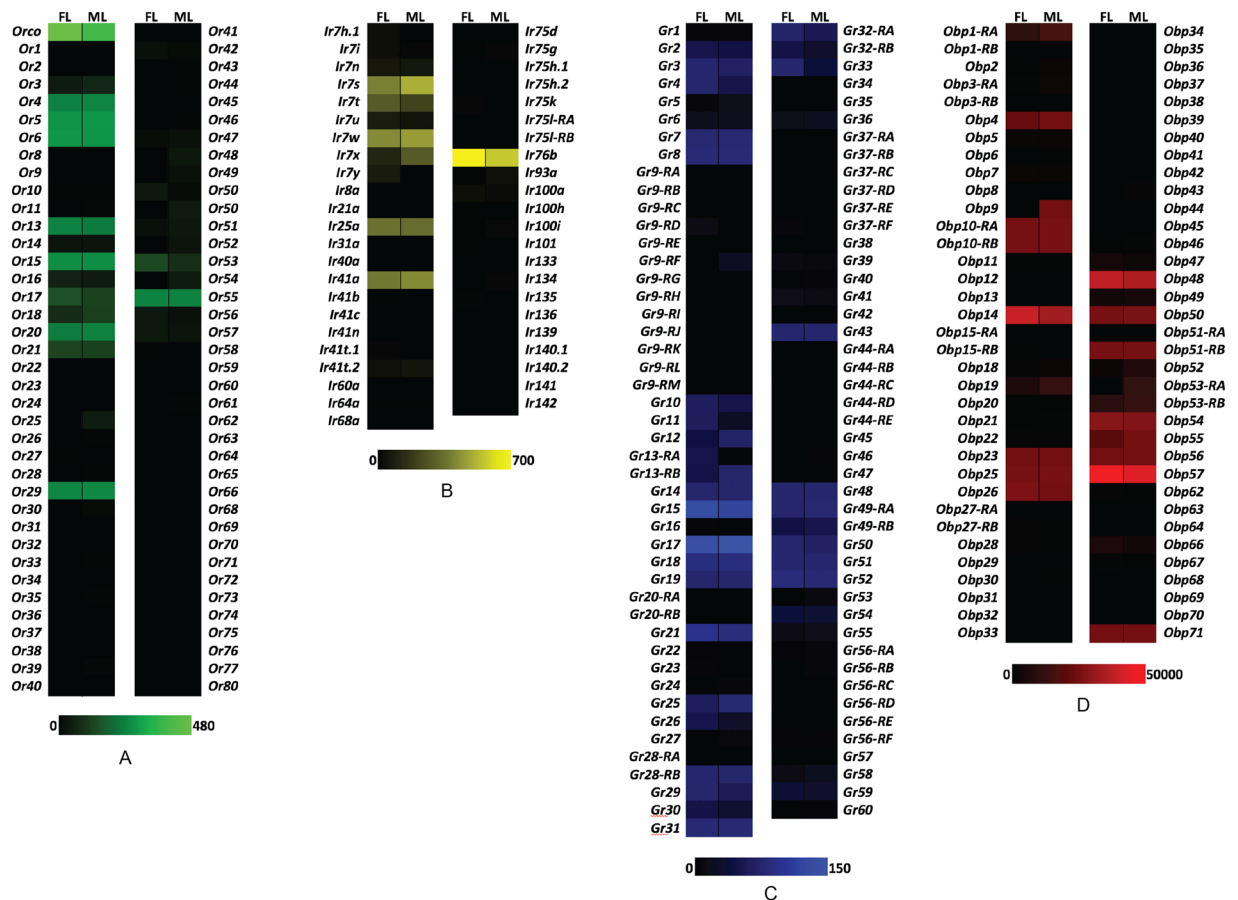 FL ML FL ML
Orco Or41
Or1 Or42
Or2 Or43
Or3 Or44
Or4 Or45
Or5 Or46
Or6 Or47
Or8 Or48
Or9 Or49
Or10 Or50
Or11 Or50
Or13 Or51
Or14 Or52
Or15 Or53
Or16 Or54
Or17 Or55
Or18 Or56
Or20 Or57
Or21 Or58
Or22 Or59
Or23 Or60
Or24 Or61
Or25 Or62
Or26 Or63
Or27 Or64
Or28 Or65
Or29 Or66
Or30 Or68
Or31 Or69
Or32 Or70
Or33 Or71
Or34 Or72
Or35 Or73
Or36 Or74
Or37 Or75
Or38 Or76
Or39 Or77
Or40 Or80
0 480
A
FL ML FL ML
Ir7h.1 Ir75d
Ir7i Ir75g
Ir7n Ir75h.1
Ir7s Ir75h.2
Ir7t Ir75k
Ir7u Ir75l-RA
Ir7w Ir75l-RB
Ir7x Ir76b
Ir7y Ir93a
Ir8a Ir100a
Ir21a Ir100h
Ir25a Ir100i
Ir31a Ir101
Ir40a Ir133
Ir41a Ir134
Ir41b Ir135
Ir41c Ir136
Ir41n Ir139
Ir41t.1 Ir140.1
Ir41t.2 Ir140.2
Ir60a Ir141
Ir64a Ir142
Ir68a
0 700
B
FL ML FL ML
Gr1 Gr32-RA
Gr2 Gr32-RB
Gr3 Gr33
Gr4 Gr34
Gr5 Gr35
Gr6 Gr36
Gr7 Gr37-RA
Gr8 Gr37-RB
Gr9-RA Gr37-RC
Gr9-RB Gr37-RD
Gr9-RC Gr37-RE
Gr9-RD Gr37-RF
Gr9-RE Gr38
Gr9-RF Gr39
Gr9-RG Gr40
Gr9-RH Gr41
Gr9-RI Gr42
Gr9-RJ Gr43
Gr9-RK Gr44-RA
Gr9-RL Gr44-RB
Gr9-RM Gr44-RC
Gr10 Gr44-RD
Gr11 Gr44-RE
Gr12 Gr45
Gr13-RA Gr46
Gr13-RB Gr47
Gr14 Gr48
Gr15 Gr49-RA
Gr16 Gr49-RB
Gr17 Gr50
Gr18 Gr51
Gr19 Gr52
Gr20-RA Gr53
Gr20-RB Gr54
Gr21 Gr55
Gr22 Gr56-RA
Gr23 Gr56-RB
Gr24 Gr56-RC
Gr25 Gr56-RD
Gr26 Gr56-RE
Gr27 Gr56-RF
Gr28-RA Gr57
Gr28-RB Gr58
Gr29 Gr59
Gr30 Gr60
Gr31
0 150
C
FL ML FL ML
Obp1-RA Obp34
Obp1-RB Obp35
Obp2 Obp36
Obp3-RA Obp37
Obp3-RB Obp38
Obp4 Obp39
Obp5 Obp40
Obp6 Obp41
Obp7 Obp42
Obp8 Obp43
Obp9 Obp44
Obp10-RA Obp45
Obp10-RB Obp46
Obp11 Obp47
Obp12 Obp48
Obp13 Obp49
Obp14 Obp50
Obp15-RA Obp51-RA
Obp15-RB Obp51-RB
Obp18 Obp52
Obp19 Obp53-RA
Obp20 Obp53-RB
Obp21 Obp54
Obp22 Obp55
Obp23 Obp56
Obp25 Obp57
Obp26 Obp62
Obp27-RA Obp63
Obp27-RB Obp64
Obp28 Obp66
Obp29 Obp67
Obp30 Obp68
Obp31 Obp69
Obp32 Obp70
Obp33 Obp71
0 50000
D